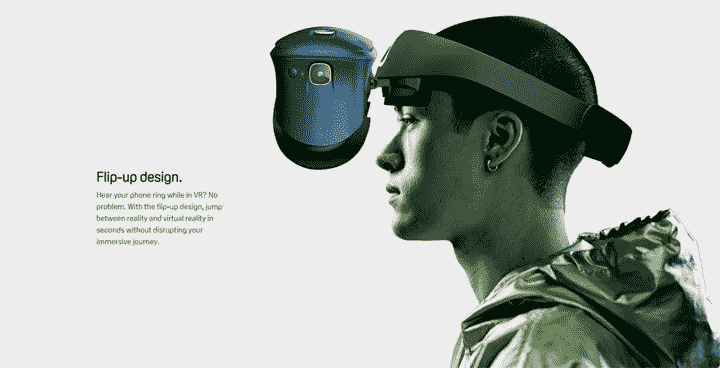 Flip-up design.
Hear your phone ring while in VR? No
problem. With the flip-up design, jump
between reality and virtual reality in
seconds without disrupting your
immersive journey.